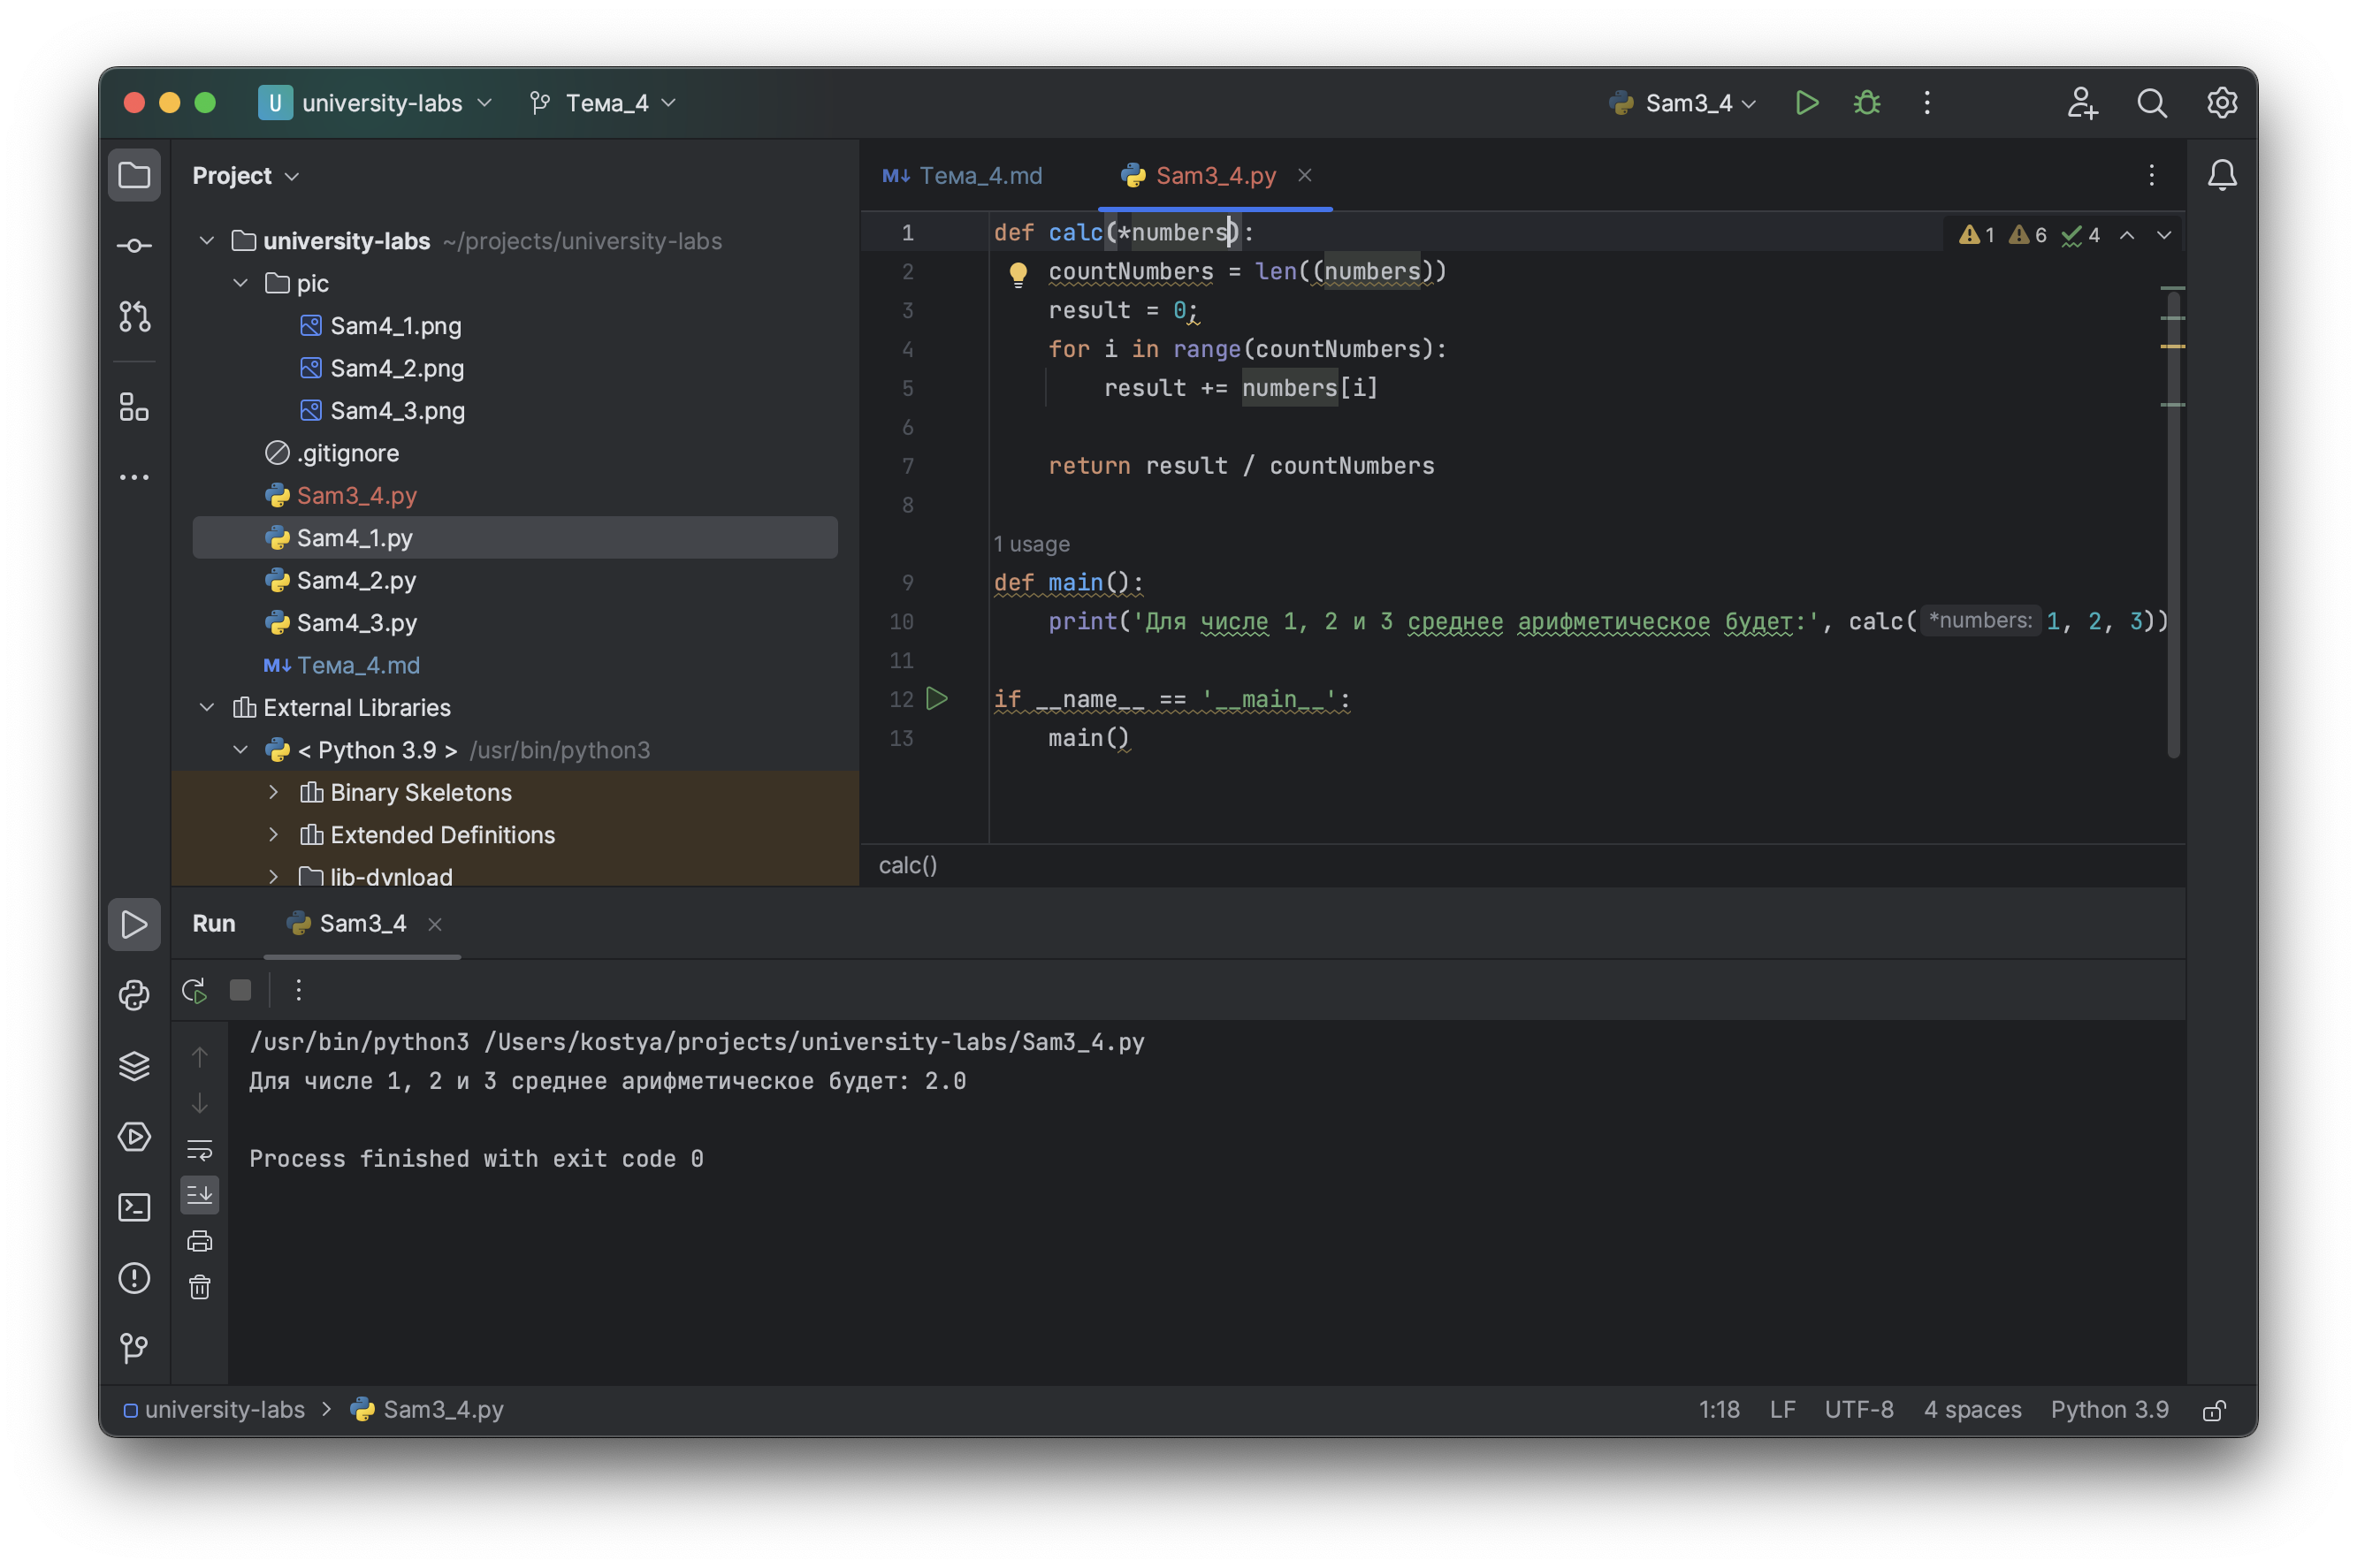 U university-labs Тема_4 Sam3_4
Project
university-labs ~/projects/university-labs
pic
Sam4_1.png
Sam4_2.png
Sam4_3.png
.gitignore
Sam3_4.py
Sam4_1.py
Sam4_2.py
Sam4_3.py
M↓ Тема_4.md
External Libraries
< Python 3.9 > /usr/bin/python3
Binary Skeletons
Extended Definitions
lib-dynload
M↓ Тема_4.md Sam3_4.py
1 6 4
1 def calc(*numbers):
2 countNumbers = len((numbers))
3 result = 0;
4 for i in range(countNumbers):
5 result += numbers[i]
6
7 return result / countNumbers
8
1 usage
9 def main():
10 print('Для числе 1, 2 и 3 среднее арифметическое будет:', calc( *numbers: 1, 2, 3))
11
12 if __name__ == '__main__':
13 main()
calc()
Run Sam3_4
/usr/bin/python3 /Users/kostya/projects/university-labs/Sam3_4.py
Для числе 1, 2 и 3 среднее арифметическое будет: 2.0
Process finished with exit code 0
university-labs > Sam3_4.py 1:18 LF UTF-8 4 spaces Python 3.9